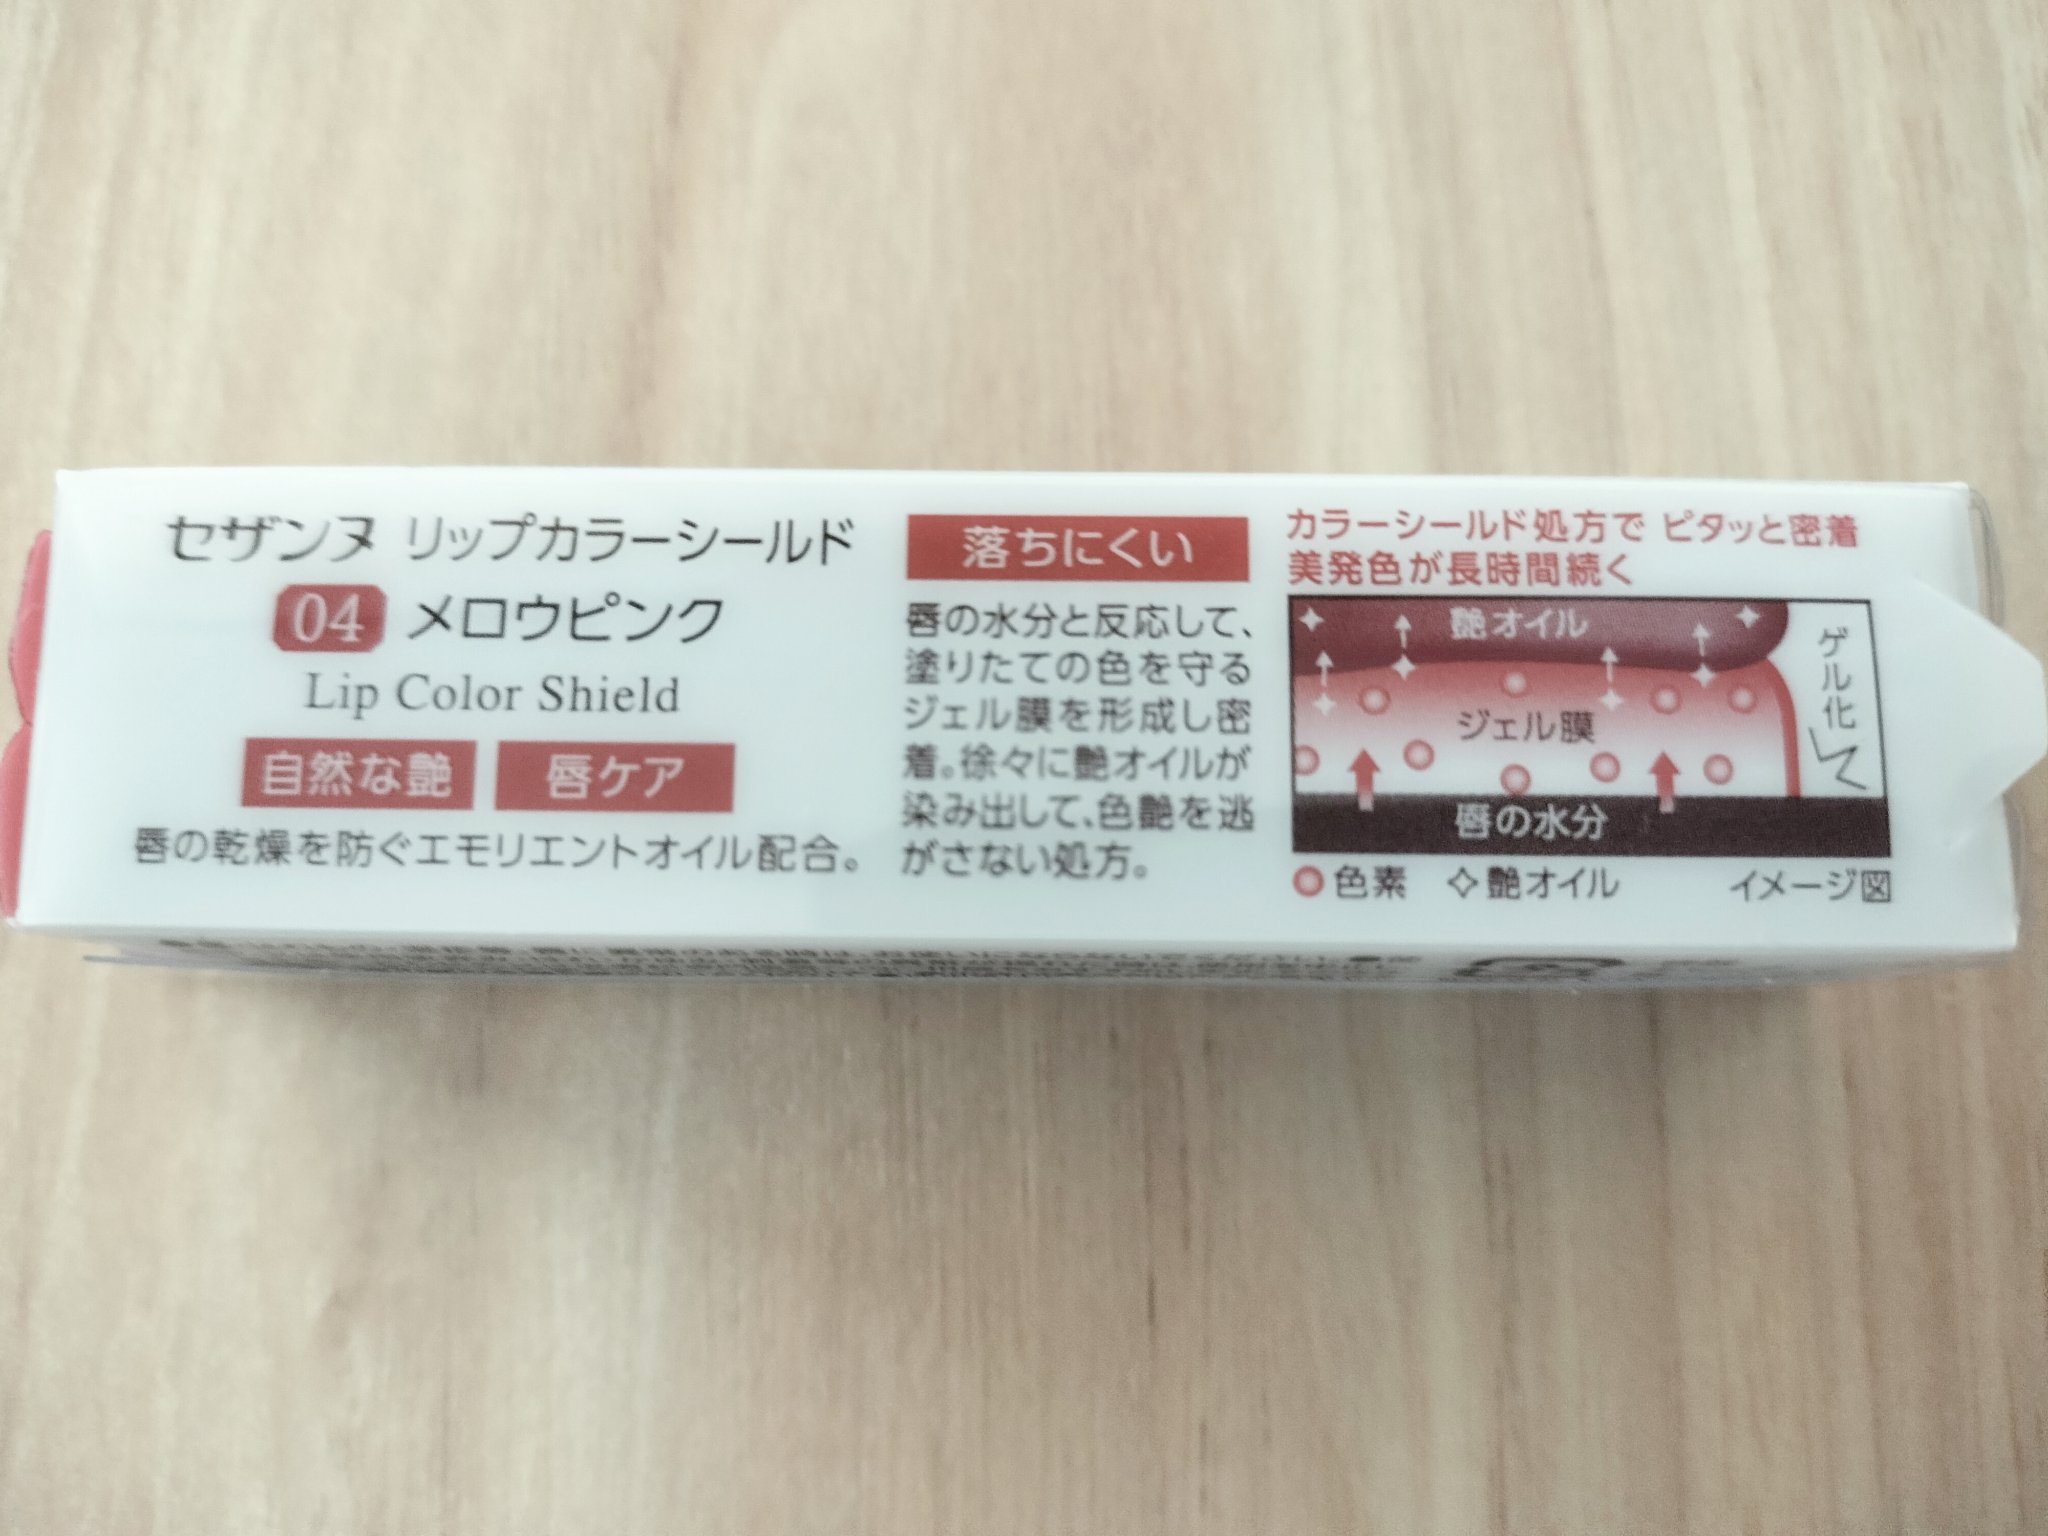 セザンヌ リップカラーシールド
04 メロウピンク
Lip Color Shield
自然な艶 唇ケア
唇の乾燥を防ぐエモリエントオイル配合。
落ちにくい
唇の水分と反応して、
塗りたての色を守る
ジェル膜を形成し密
着。徐々に艶オイルが
染み出して、色艶を逃
がさない処方。
カラーシールド処方で ピタッと密着
美発色が長時間続く
艶オイル
ジェル膜
唇の水分
ゲル化
色素 艶オイル イメージ図